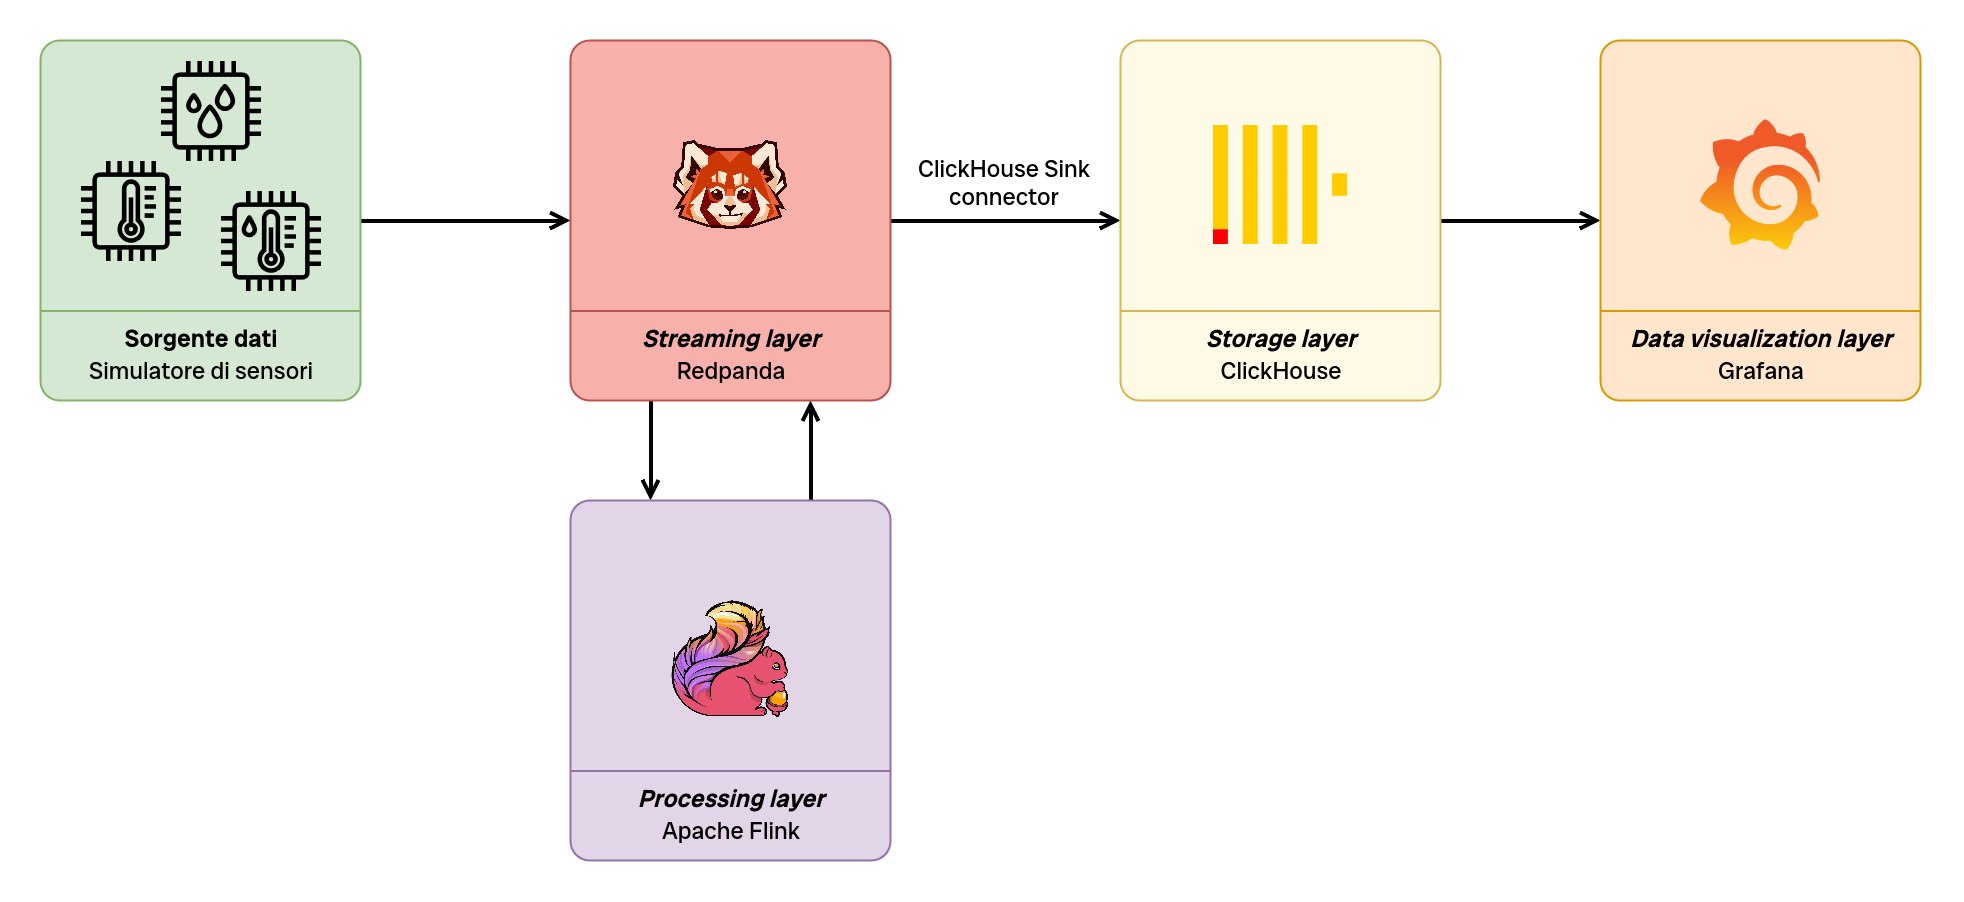 Sorgente dati
Simulatore di sensori
Streaming layer
Redpanda
ClickHouse Sink
connector
Storage layer
ClickHouse
Data visualization layer
Grafana
Processing layer
Apache Flink